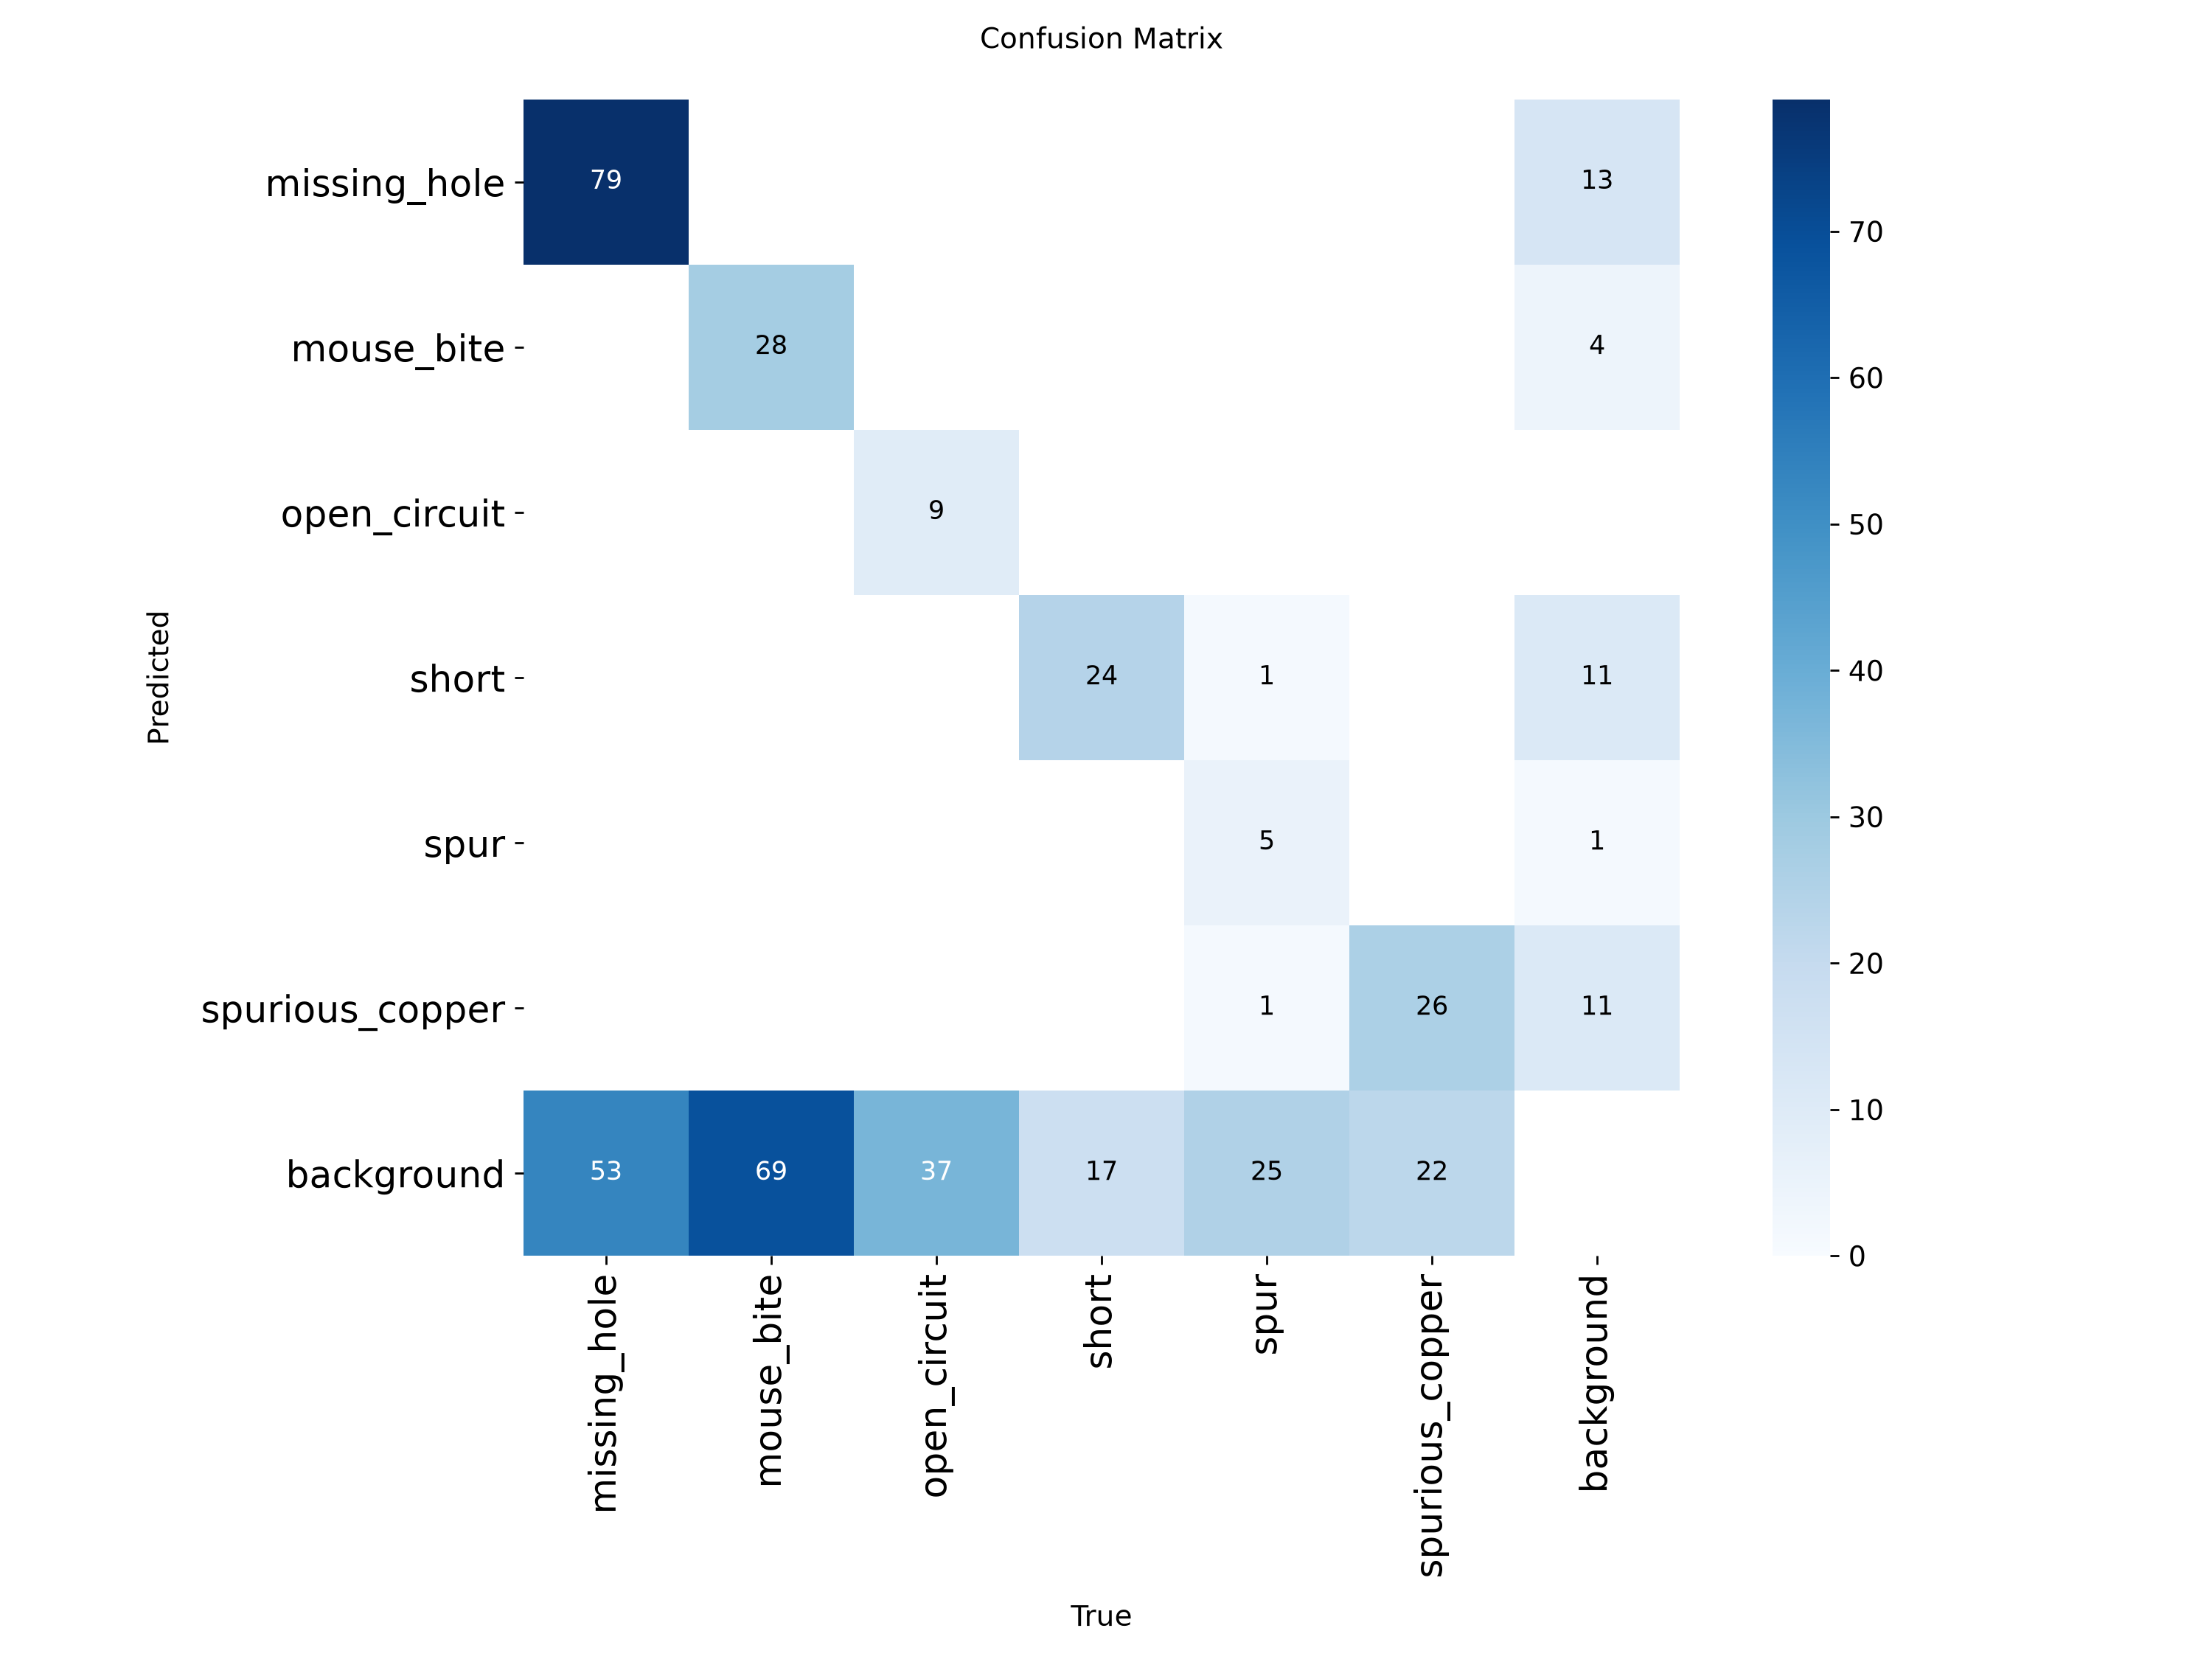 Confusion Matrix
missing_hole 79 13
70
mouse_bite 28 4
60
open_circuit 9
50
short 24 1 11
40
Predicted
spur 5 1
30
spurious_copper 1 26 11
20
background 53 69 37 17 25 22
10
0
missing_hole
mouse_bite
open_circuit
short
spur
spurious_copper
background
True